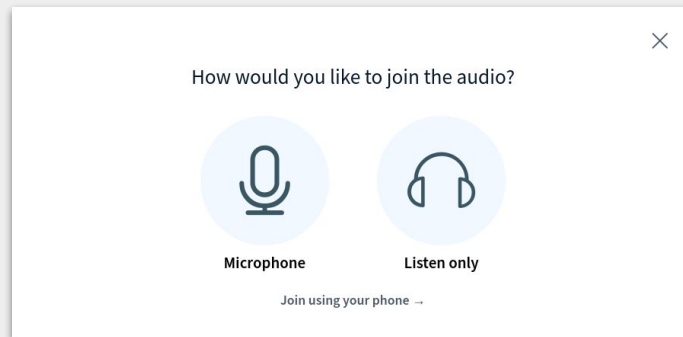 How would you like to join the audio?
Microphone
Listen only
Join using your phone →